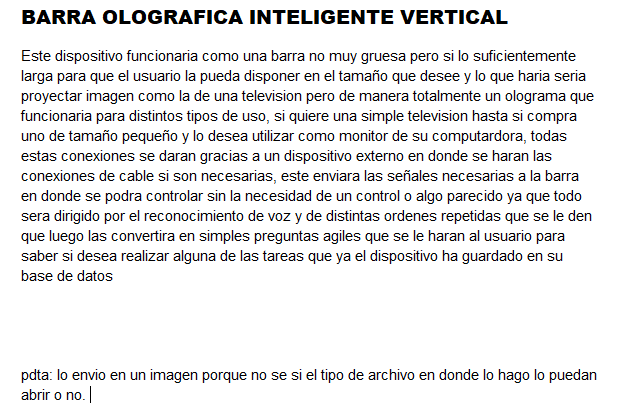 BARRA OLOGRAFICA INTELIGENTE VERTICAL
Este dispositivo funcionaria como una barra no muy gruesa pero si lo suficientemente
larga para que el usuario la pueda disponer en el tamaño que desee y lo que haria seria
proyectar imagen como la de una television pero de manera totalmente un olograma que
funcionaria para distintos tipos de uso, si quiere una simple television hasta si compra
uno de tamaño pequeño y lo desea utilizar como monitor de su computardora, todas
estas conexiones se daran gracias a un dispositivo externo en donde se haran las
conexiones de cable si son necesarias, este enviara las señales necesarias a la barra
en donde se podra controlar sin la necesidad de un control o algo parecido ya que todo
sera dirigido por el reconocimiento de voz y de distintas ordenes repetidas que se le den
que luego las convertira en simples preguntas agiles que se le haran al usuario para
saber si desea realizar alguna de las tareas que ya el dispositivo ha guardado en su
base de datos
pdta: lo envio en un imagen porque no se si el tipo de archivo en donde lo hago lo puedan
abrir o no.